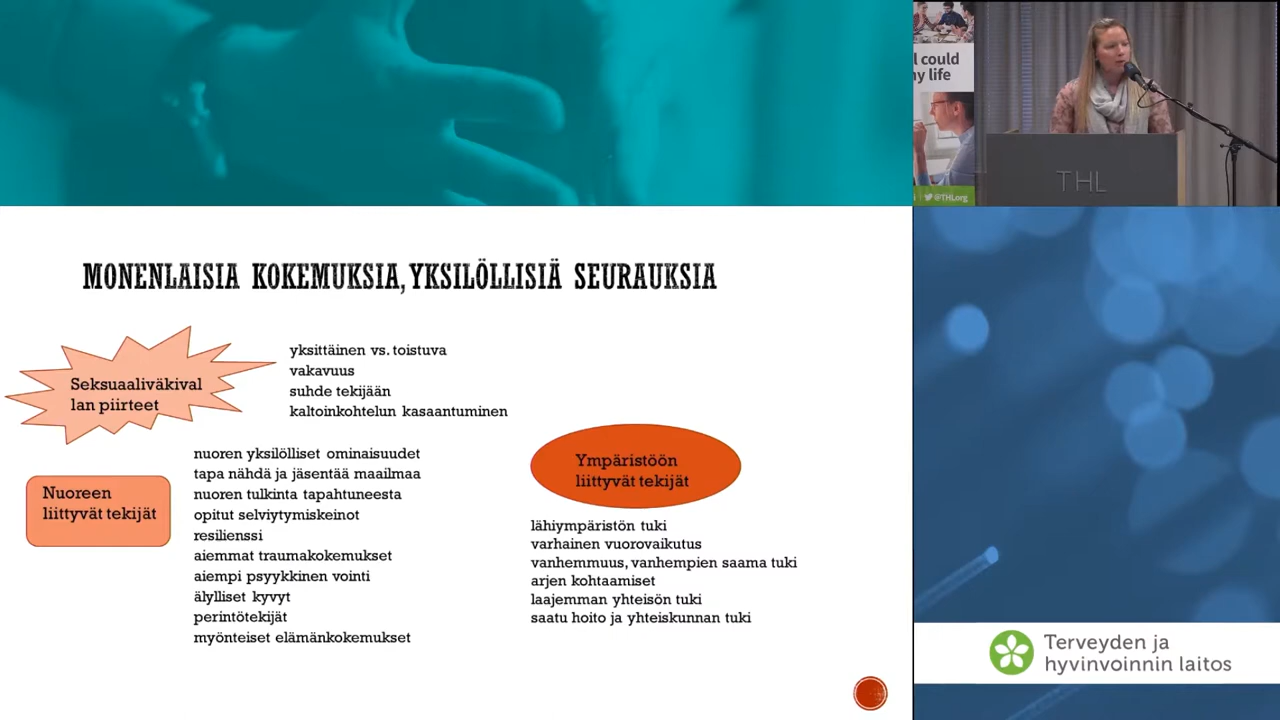 l could
ny life
@THLorg
THL
MONENLAISIA KOKEMUKSIA, YKSILÖLLISIÄ SEURAUKSIA
Seksuaaliväkival
lan piirteet
yksittäinen vs. toistuva
vakavuus
suhde tekijään
kaltoinkohtelun kasaantuminen
Nuoreen
liittyvät tekijät
nuoren yksilölliset ominaisuudet
tapa nähdä ja jäsentää maailmaa
nuoren tulkinta tapahtuneesta
opitut selviytymiskeinot
resilienssi
aiemmat traumakokemukset
aiempi psyykkinen vointi
älylliset kyvyt
perintötekijät
myönteiset elämänkokemukset
Ympäristöön
liittyvät tekijät
lähiympäristön tuki
varhainen vuorovaikutus
vanhemmuus, vanhempien saama tuki
arjen kohtaamiset
laajemman yhteisön tuki
saatu hoito ja yhteiskunnan tuki
Terveyden ja
hyvinvoinnin laitos